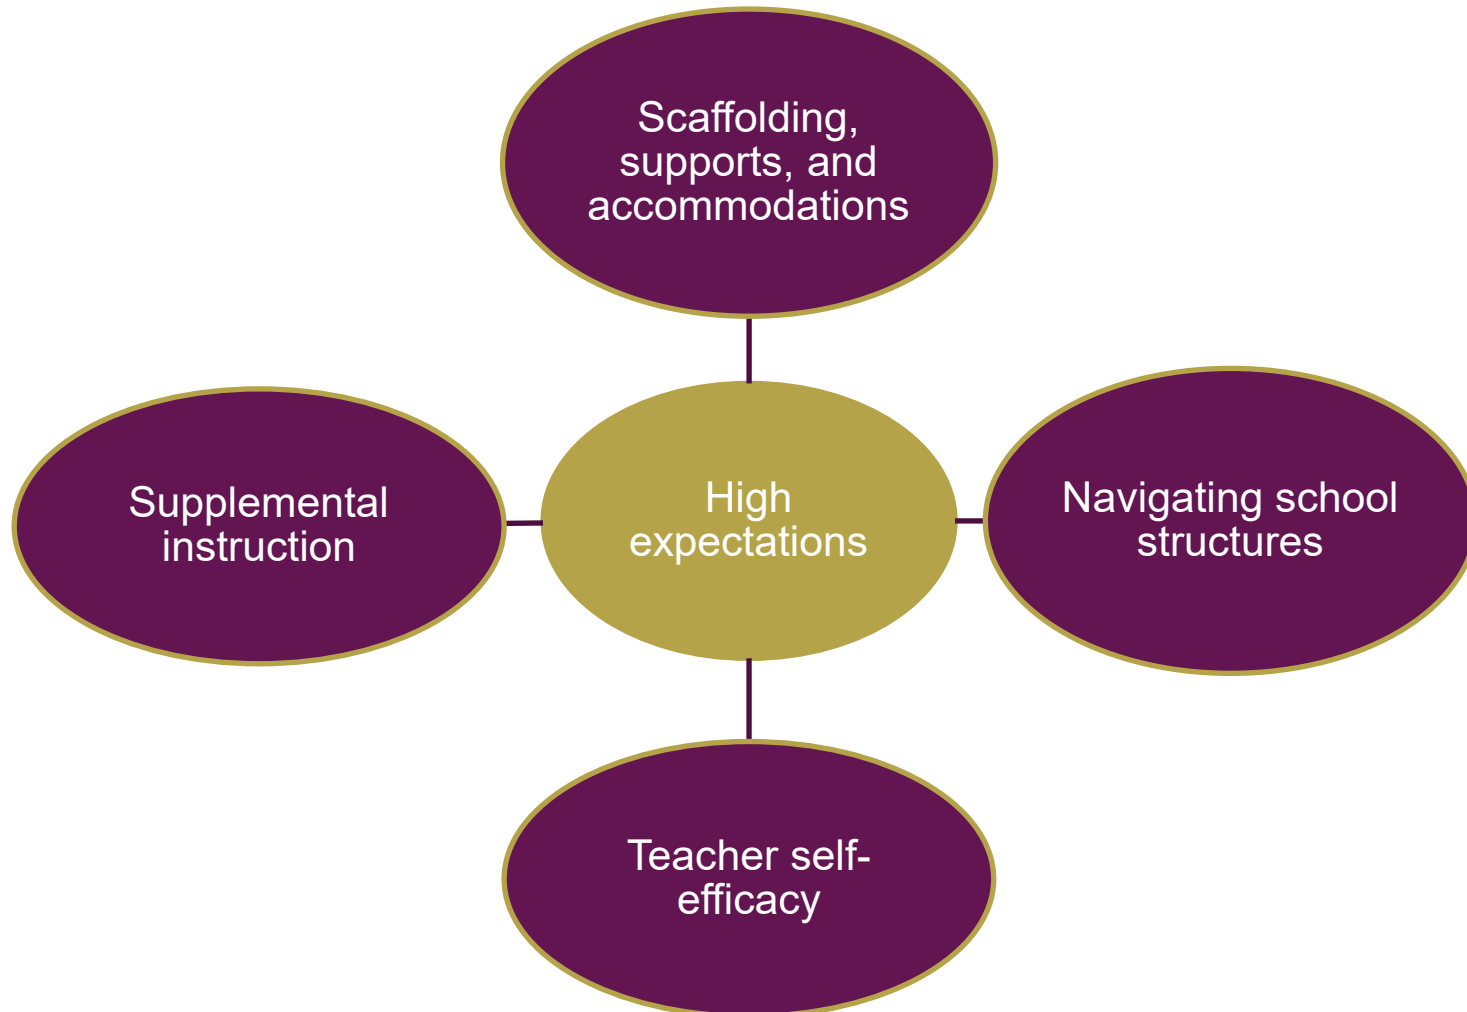 Scaffolding,
supports, and
accommodations
Supplemental
instruction
High
expectations
Navigating school
structures
Teacher self-
efficacy